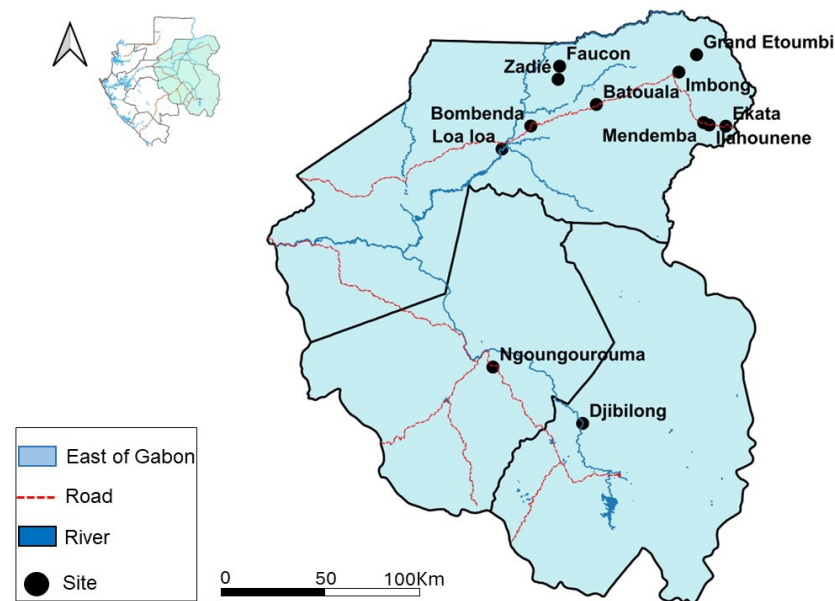 Grand Etoumbi
Faucon
Zadié
Imbong
Batouala
Bombenda
Ekata
Loa loa
Mendemba
Ilahounene
Ngoungourouma
Djibilong
East of Gabon
Road
River
Site
0 50 100Km